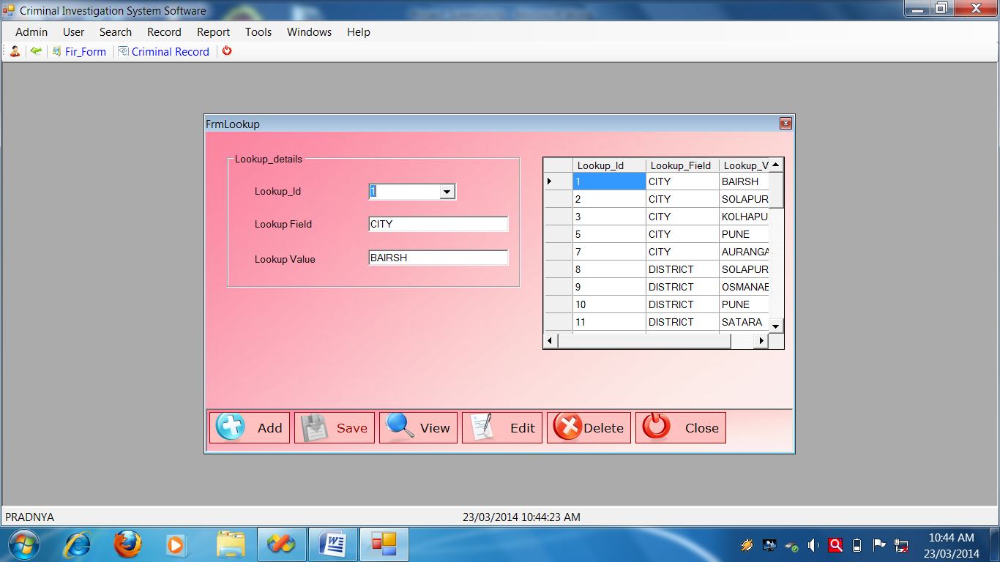 Criminal Investigation System Software
Admin User Search Record Report Tools Windows Help
Fir_Form Criminal Record
FrmLookup
Lookup_details
Lookup_Id 1
Lookup Field CITY
Lookup Value BAIRSH
Lookup_Id Lookup_Field Lookup_V
1 CITY BAIRSH
2 CITY SOLAPUR
3 CITY KOLHAPU
5 CITY PUNE
7 CITY AURANGA
8 DISTRICT SOLAPUR
9 DISTRICT OSMANAB
10 DISTRICT PUNE
11 DISTRICT SATARA
Add Save View Edit Delete Close
PRADNYA 23/03/2014 10:44:23 AM
10:44 AM
23/03/2014